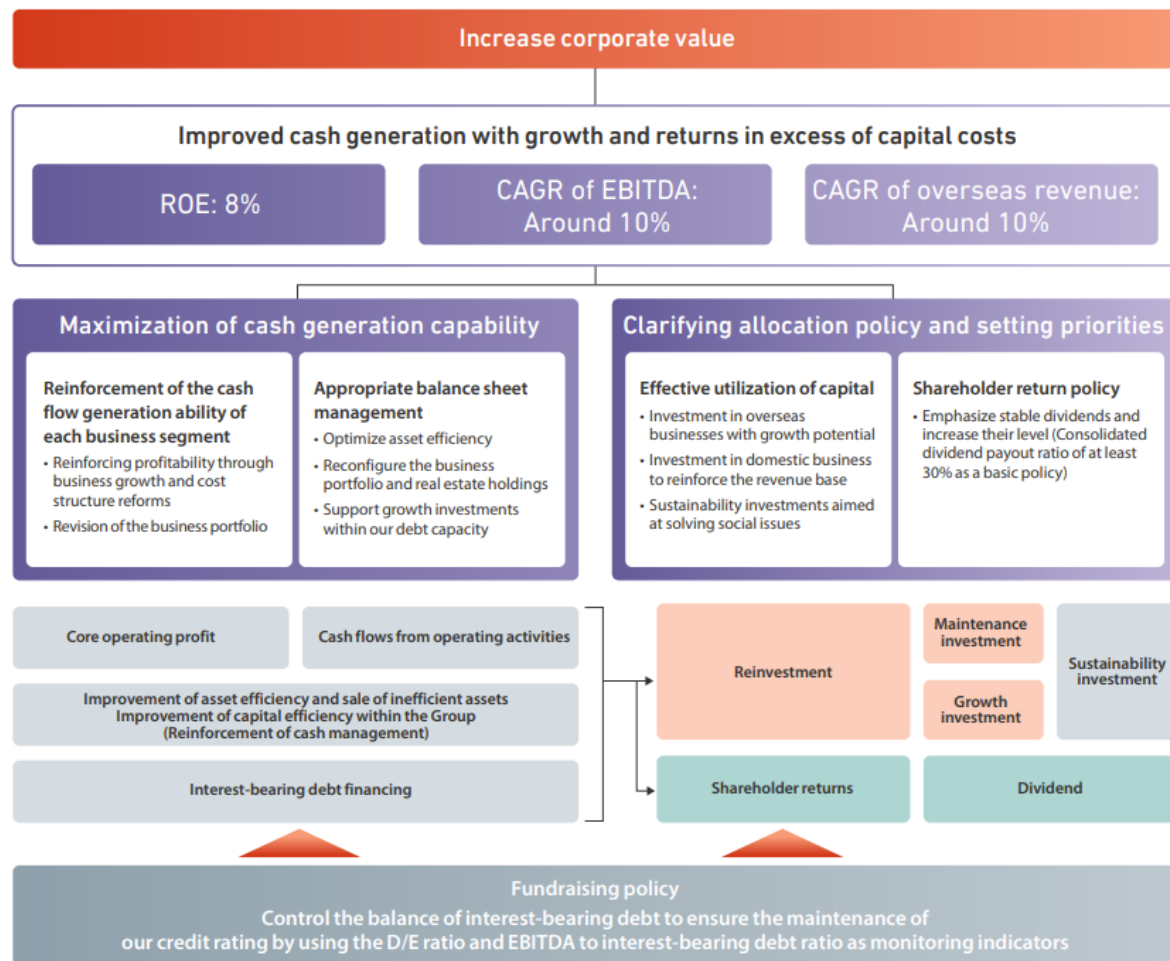 Increase corporate value
Improved cash generation with growth and returns in excess of capital costs
ROE: 8%
CAGR of EBITDA:
Around 10%
CAGR of overseas revenue:
Around 10%
Maximization of cash generation capability
Reinforcement of the cash
flow generation ability of
each business segment
• Reinforcing profitability through
business growth and cost
structure reforms
• Revision of the business portfolio
Appropriate balance sheet
management
• Optimize asset efficiency
• Reconfigure the business
portfolio and real estate holdings
• Support growth investments
within our debt capacity
Clarifying allocation policy and setting priorities
Effective utilization of capital
• Investment in overseas
businesses with growth potential
• Investment in domestic business
to reinforce the revenue base
• Sustainability investments aimed
at solving social issues
Shareholder return policy
• Emphasize stable dividends and
increase their level (Consolidated
dividend payout ratio of at least
30% as a basic policy)
Core operating profit
Cash flows from operating activities
Improvement of asset efficiency and sale of inefficient assets
Improvement of capital efficiency within the Group
(Reinforcement of cash management)
Interest-bearing debt financing
Reinvestment
Maintenance
investment
Growth
investment
Sustainability
investment
Shareholder returns
Dividend
Fundraising policy
Control the balance of interest-bearing debt to ensure the maintenance of
our credit rating by using the D/E ratio and EBITDA to interest-bearing debt ratio as monitoring indicators